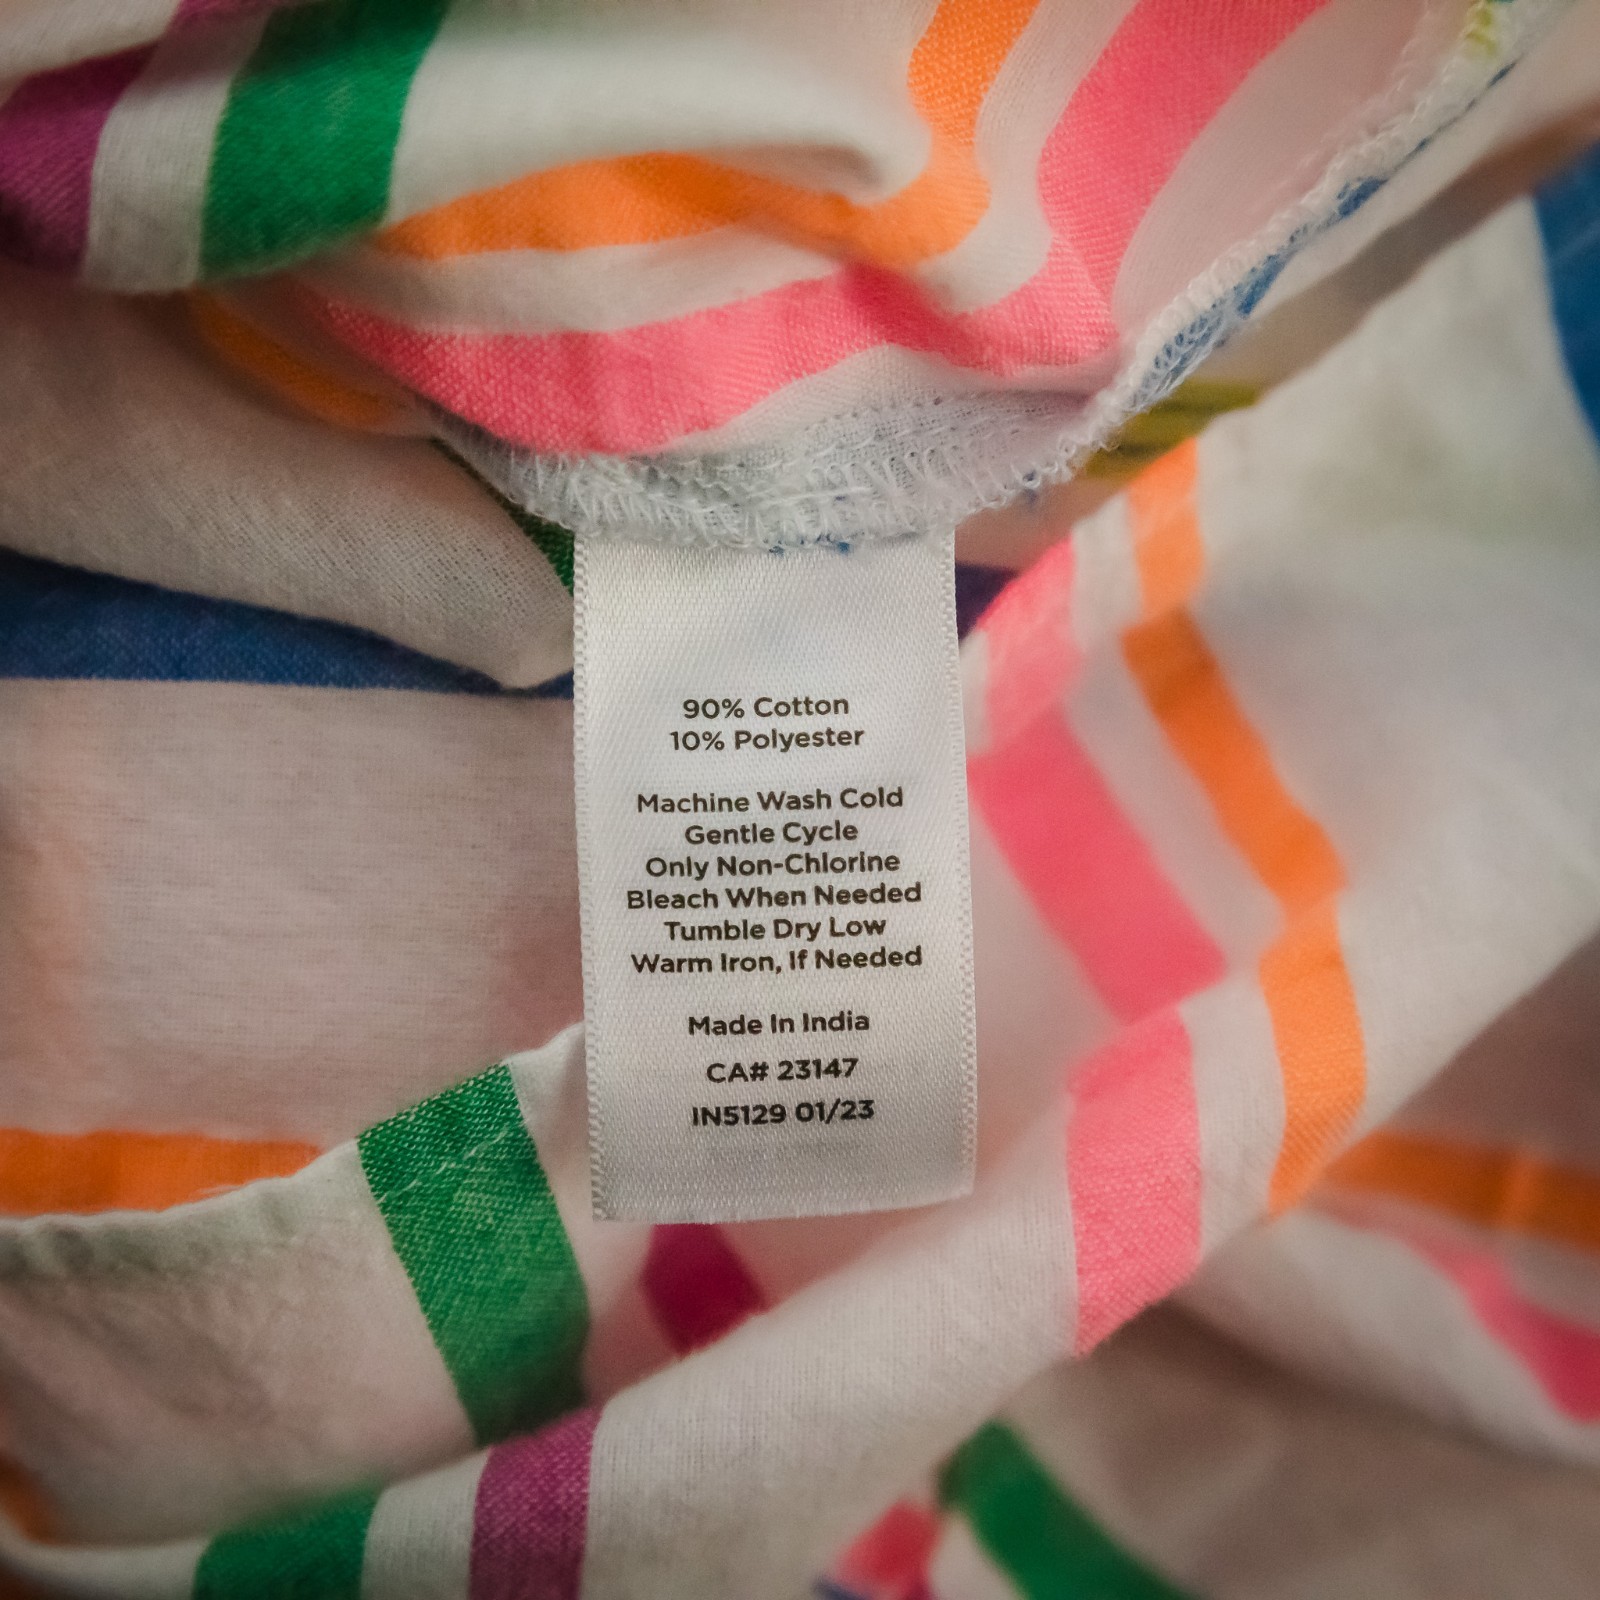 90% Cotton
10% Polyester
Machine Wash Cold
Gentle Cycle
Only Non-Chlorine
Bleach When Needed
Tumble Dry Low
Warm Iron, If Needed
Made In India
CA# 23147
IN5129 01/23